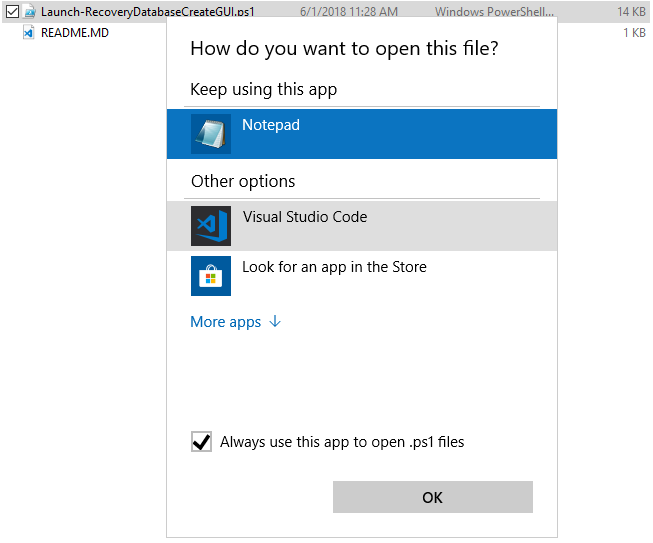 Launch-RecoveryDatabaseCreateGUI.ps1 6/1/2018 11:28 AM Windows PowerShell... 14 KB
README.MD 1 KB
How do you want to open this file?
Keep using this app
Notepad
Other options
Visual Studio Code
Look for an app in the Store
More apps ↓
Always use this app to open .ps1 files
OK